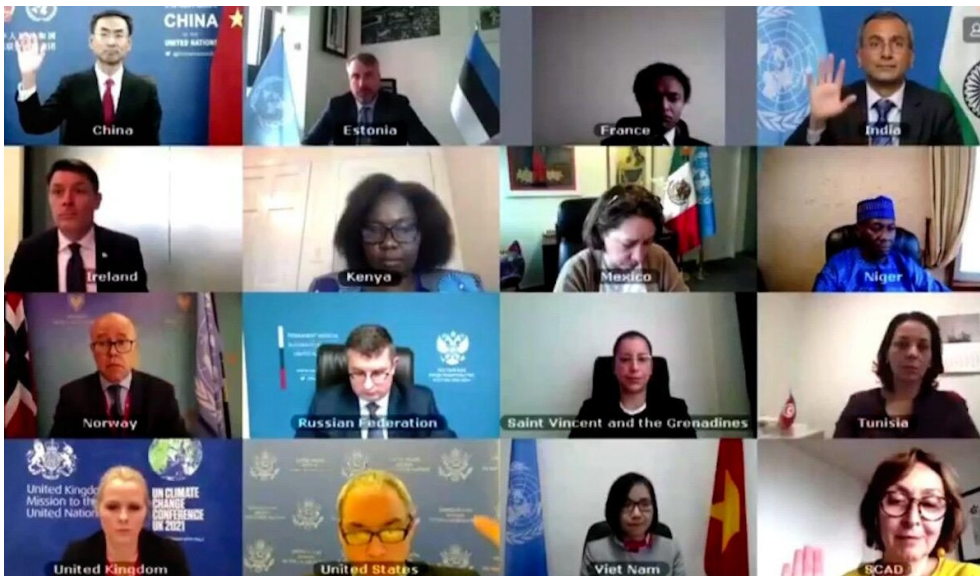 CHINA
UNITED NATIONS
China
Estonia
France
India
Ireland
Kenya
Mexico
Niger
Norway
Russian Federation
Saint Vincent and the Grenadines
Tunisia
United Kingdom
Mission to the
United Nation
UN CLIMATE
CHANGE
CONFERENCE
UK 2021
United Kingdom
United States
Viet Nam
SCAD